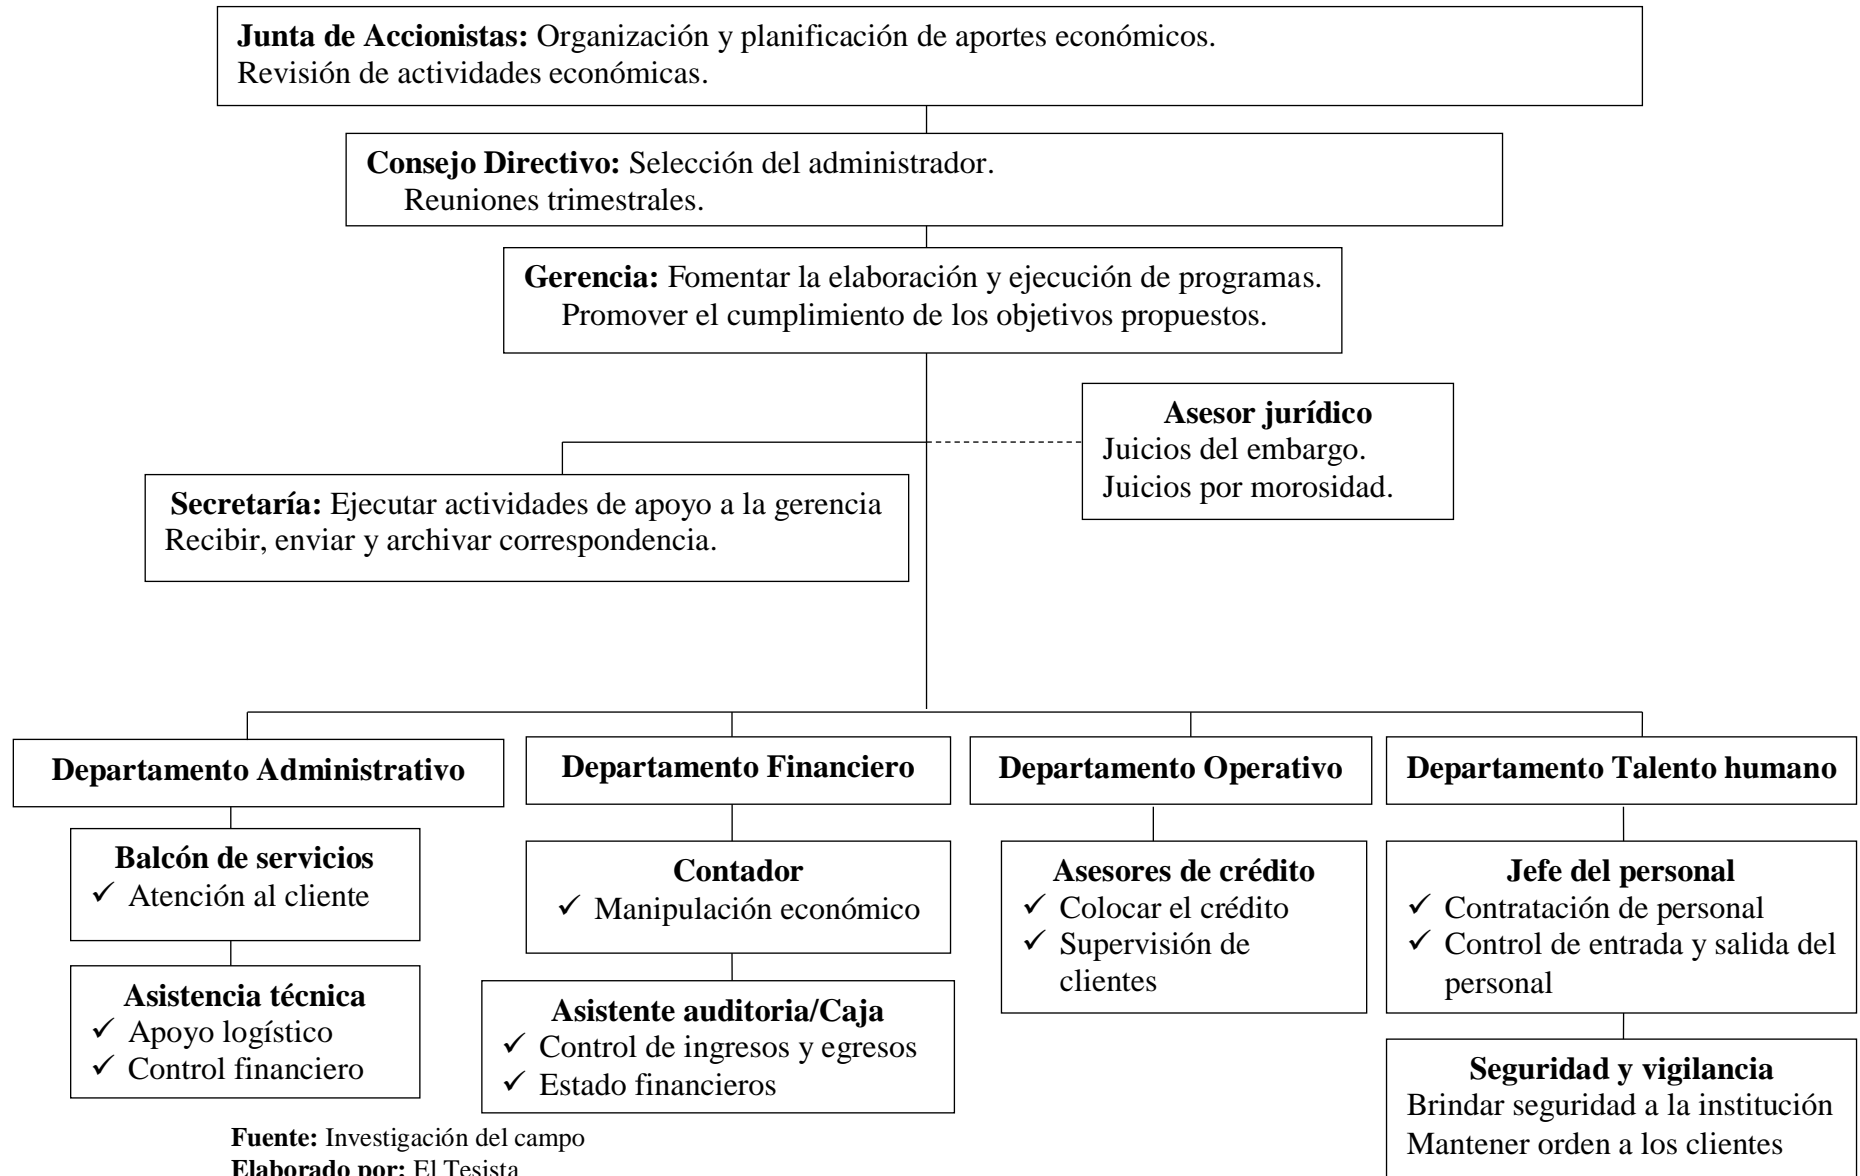 Junta de Accionistas: Organización y planificación de aportes económicos.
Revisión de actividades económicas.
Consejo Directivo: Selección del administrador.
Reuniones trimestrales.
Gerencia: Fomentar la elaboración y ejecución de programas.
Promover el cumplimiento de los objetivos propuestos.
Asesor jurídico
Juicios del embargo.
Juicios por morosidad.
Secretaría: Ejecutar actividades de apoyo a la gerencia
Recibir, enviar y archivar correspondencia.
Departamento Administrativo
Balcón de servicios
✓ Atención al cliente
Asistencia técnica
✓ Apoyo logístico
✓ Control financiero
Departamento Financiero
Contador
✓ Manipulación económico
Asistente auditoria/Caja
✓ Control de ingresos y egresos
✓ Estado financieros
Departamento Operativo
Asesores de crédito
✓ Colocar el crédito
✓ Supervisión de
clientes
Departamento Talento humano
Jefe del personal
✓ Contratación de personal
✓ Control de entrada y salida del
personal
Seguridad y vigilancia
Brindar seguridad a la institución
Mantener orden a los clientes
Fuente: Investigación del campo
Elaborado por: El Tesista